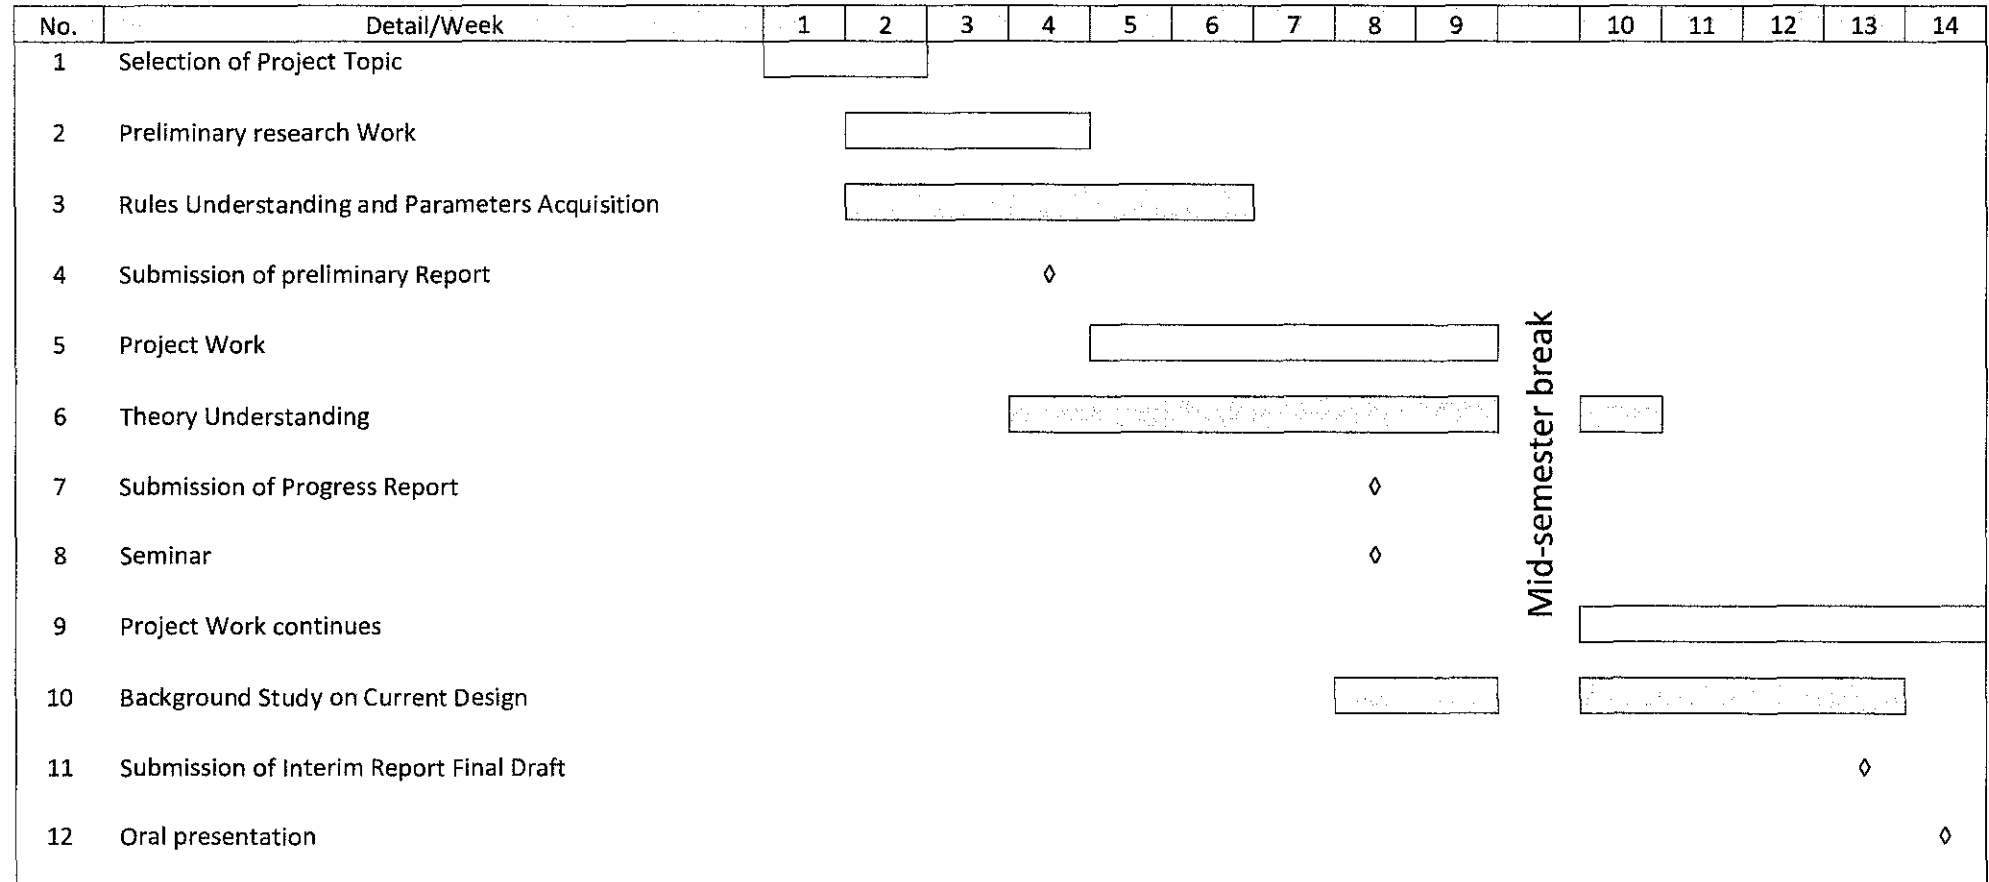 No. Detail/Week 1 2 3 4 5 6 7 8 9 10 11 12 13 14
1 Selection of Project Topic
2 Preliminary research Work
3 Rules Understanding and Parameters Acquisition
4 Submission of preliminary Report
5 Project Work
6 Theory Understanding
7 Submission of Progress Report
8 Seminar
9 Project Work continues
10 Background Study on Current Design
11 Submission of Interim Report Final Draft
12 Oral presentation
Mid-semester break